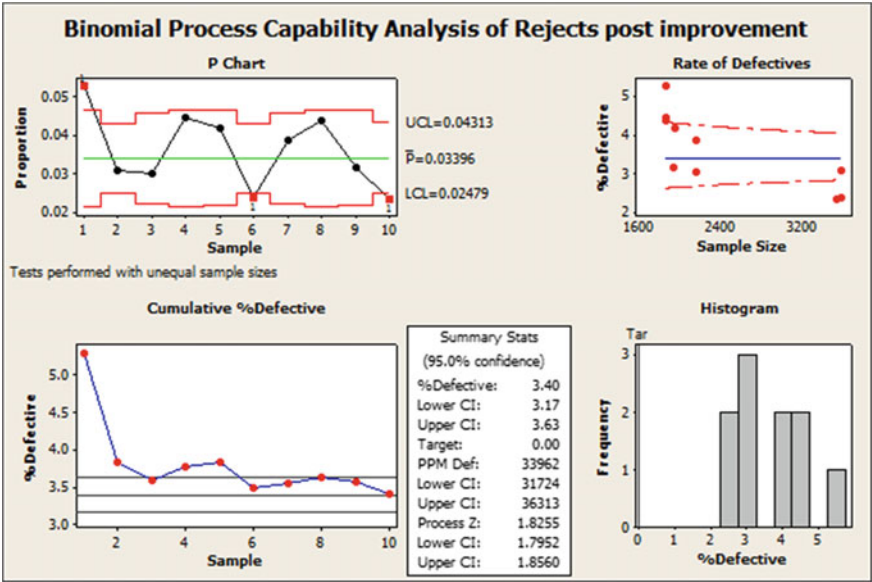 Binomial Process Capability Analysis of Rejects post improvement
P Chart
Proportion
0.05
0.04
0.03
0.02
1
1
1
1 2 3 4 5 6 7 8 9 10
Sample
UCL=0.04313
P̅=0.03396
LCL=0.02479
Tests performed with unequal sample sizes
Rate of Defectives
%Defective
5
4
3
2
1600 2400 3200
Sample Size
Cumulative %Defective
%Defective
5.0
4.5
4.0
3.5
3.0
2 4 6 8 10
Sample
Summary Stats
(95.0% confidence)
%Defective: 3.40
Lower CI: 3.17
Upper CI: 3.63
Target: 0.00
PPM Def: 33962
Lower CI: 31724
Upper CI: 36313
Process Z: 1.8255
Lower CI: 1.7952
Upper CI: 1.8560
Histogram
Tar
Frequency
3
2
1
0
0 1 2 3 4 5
%Defective